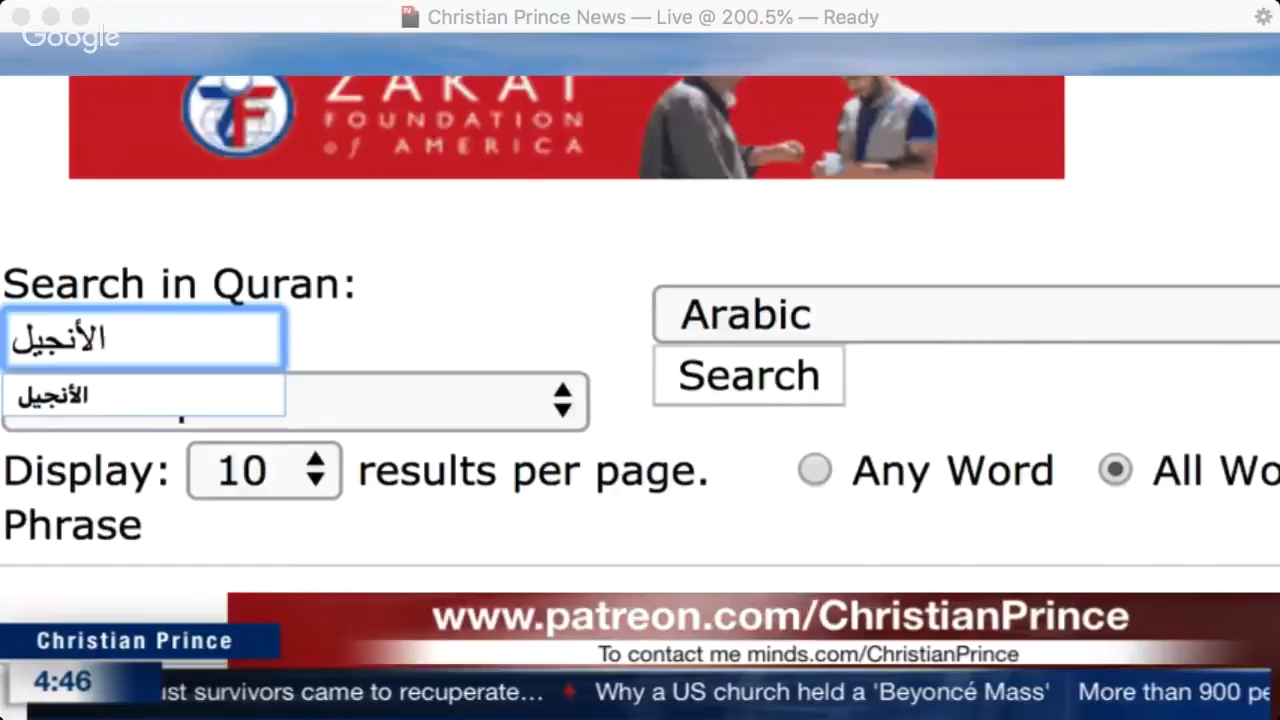 Christian Prince News — Live @ 200.5% — Ready
Google
ZAKAT
FOUNDATION
of AMERICA
Search in Quran:
الأنجيل
Arabic
الأنجيل
Search
Display: 10 results per page. Any Word All Wo
Phrase
www.patreon.com/ChristianPrince
Christian Prince
To contact me minds.com/ChristianPrince
4:46
ust survivors came to recuperate... ♦ Why a US church held a 'Beyoncé Mass' More than 900 pe